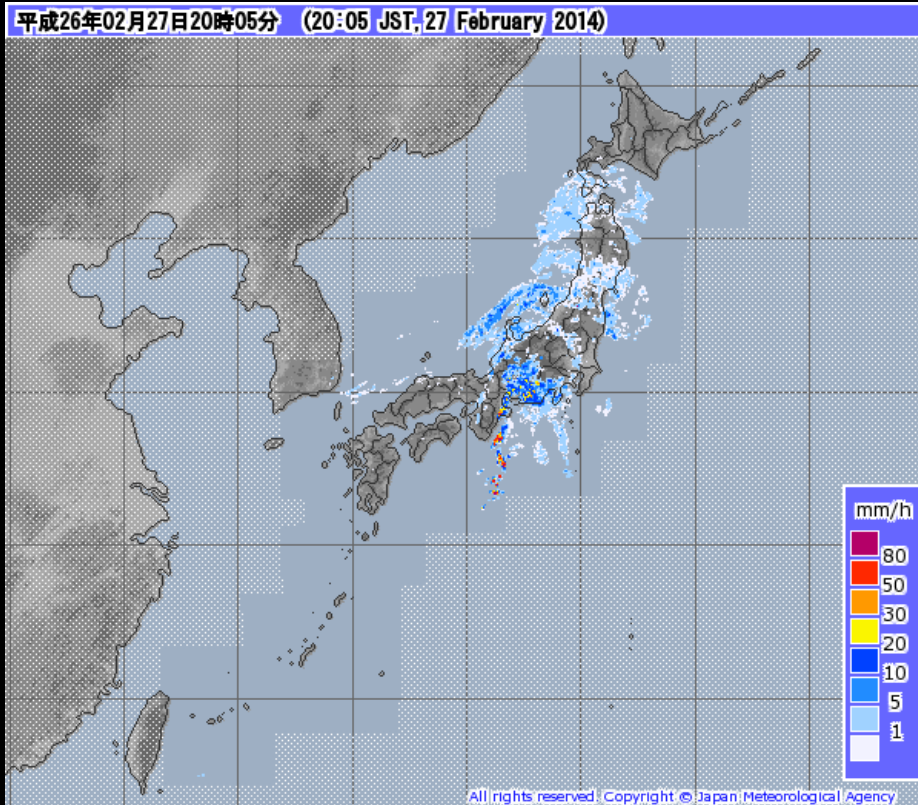 平成26年02月27日20時05分 (20:05 JST, 27 February 2014)
mm/h
80
50
30
20
10
5
1
All rights reserved. Copyright © Japan Meteorological Agency